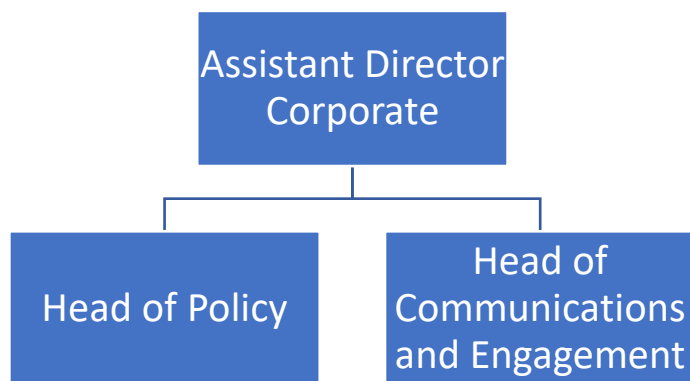 Assistant Director
Corporate
Head of Policy
Head of
Communications
and Engagement